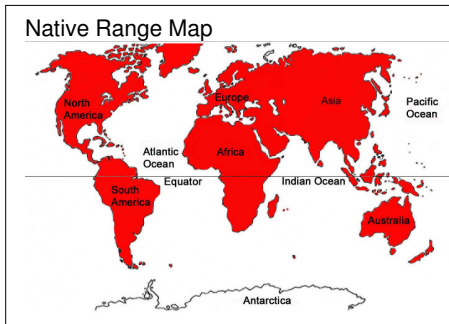 Native Range Map
North
America
Europe
Asia
Pacific
Ocean
Atlantic
Ocean
Africa
Equator
Indian Ocean
South
America
Australia
Antarctica